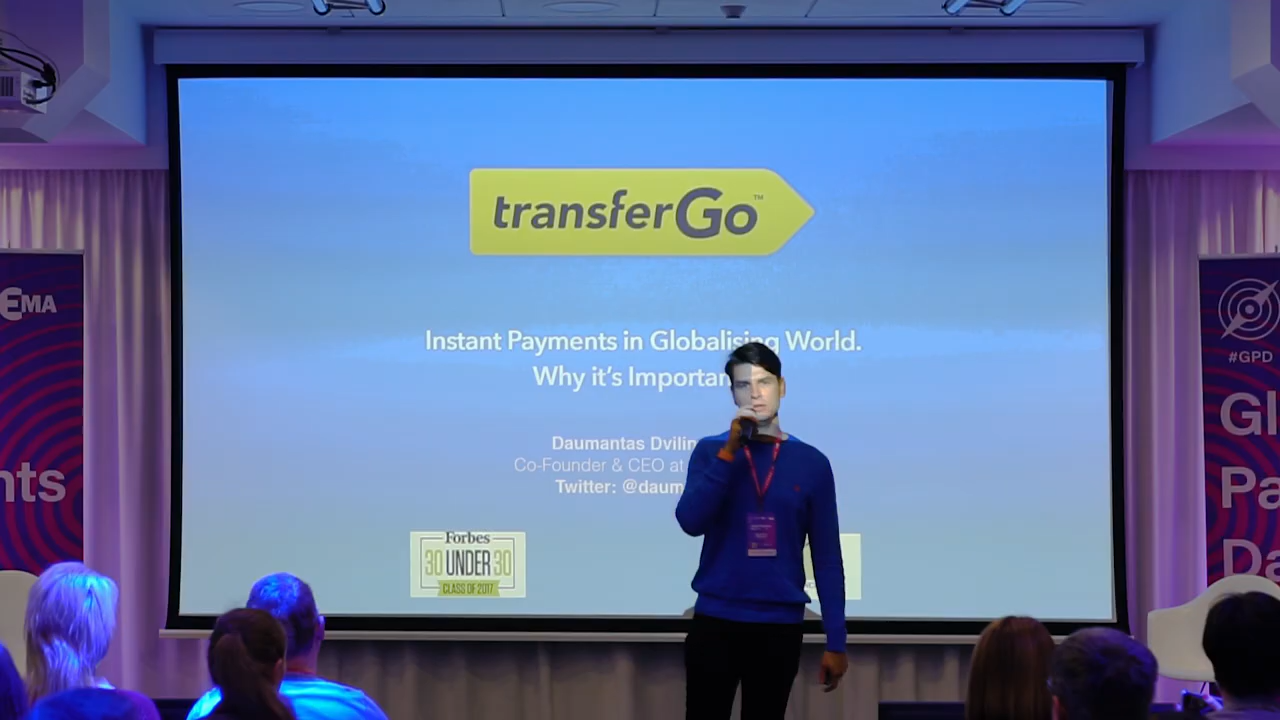 transferGo™
Instant Payments in Globalising World.
Why it's Importan
Daumantas Dvilin
Co-Founder & CEO at
Twitter: @daum
Forbes
30 UNDER 30
CLASS OF 2017
EMA
nts
#GPD
Gl
Pa
Da